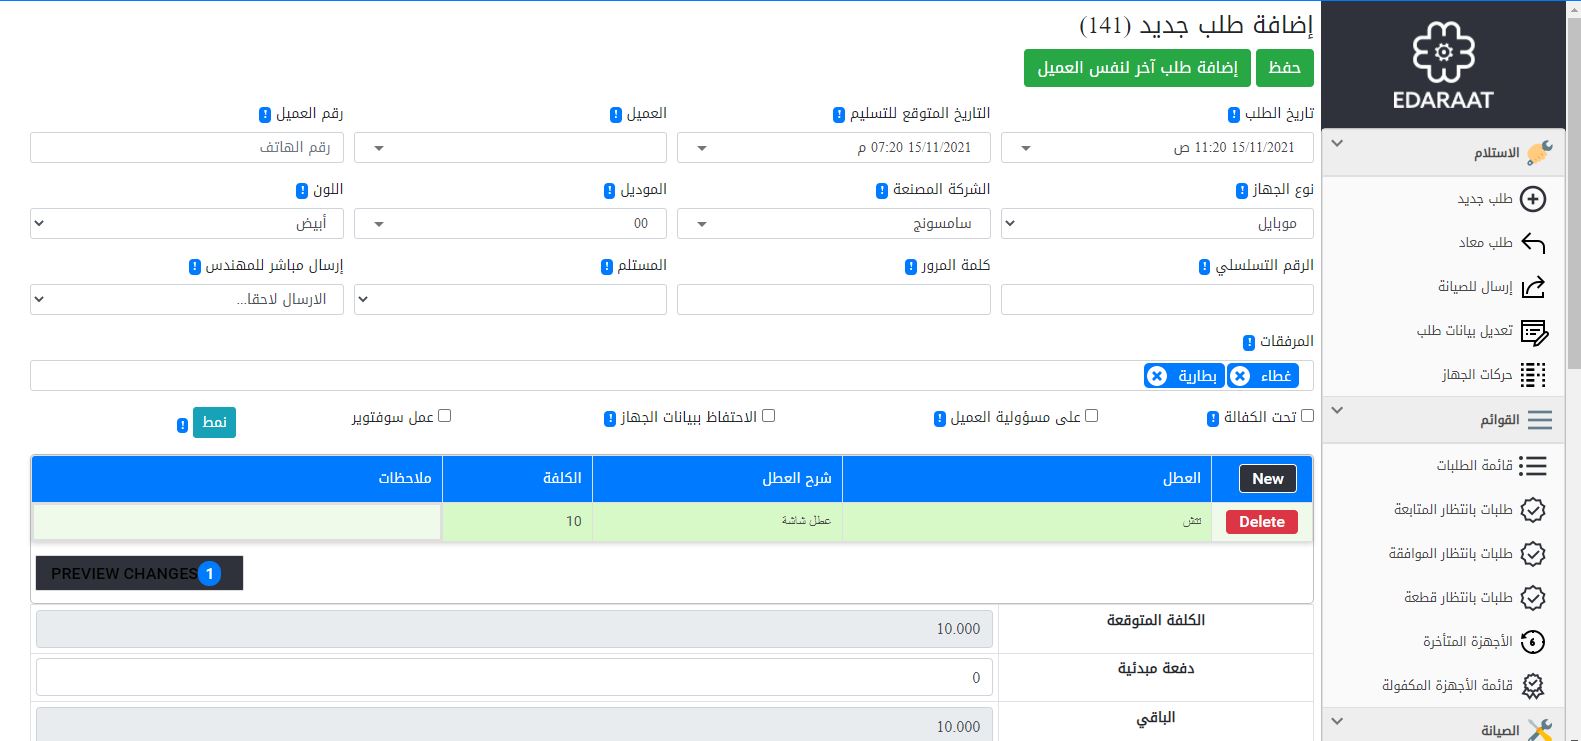 إضافة طلب جديد (141)
حفظ
إضافة طلب آخر لنفس العميل
تاريخ الطلب !
التاريخ المتوقع للتسليم !
العميل !
رقم العميل !
15/11/2021 11:20 ص
15/11/2021 07:20 م
رقم الهاتف
نوع الجهاز !
الشركة المصنعة !
الموديل !
اللون !
موبايل
سامسونج
00
أبيض
الرقم التسلسلي !
كلمة المرور !
المستلم !
إرسال مباشر للمهندس !
الارسال لاحقا...
المرفقات !
غطاء
بطارية
تحت الكفالة !
على مسؤولية العميل !
الاحتفاظ ببيانات الجهاز !
عمل سوفتوير
نمط !
New
العطل
شرح العطل
الكلفة
ملاحظات
Delete
عطل شاشة
10
PREVIEW CHANGES 1
الكلفة المتوقعة
10.000
دفعة مبدئية
0
الباقي
10.000
EDARAAT
الاستلام
طلب جديد
طلب معاد
إرسال للصيانة
تعديل بيانات طلب
حركات الجهاز
القوائم
قائمة الطلبات
طلبات بانتظار المتابعة
طلبات بانتظار الموافقة
طلبات بانتظار قطعة
الأجهزة المتأخرة
قائمة الأجهزة المكفولة
الصيانة